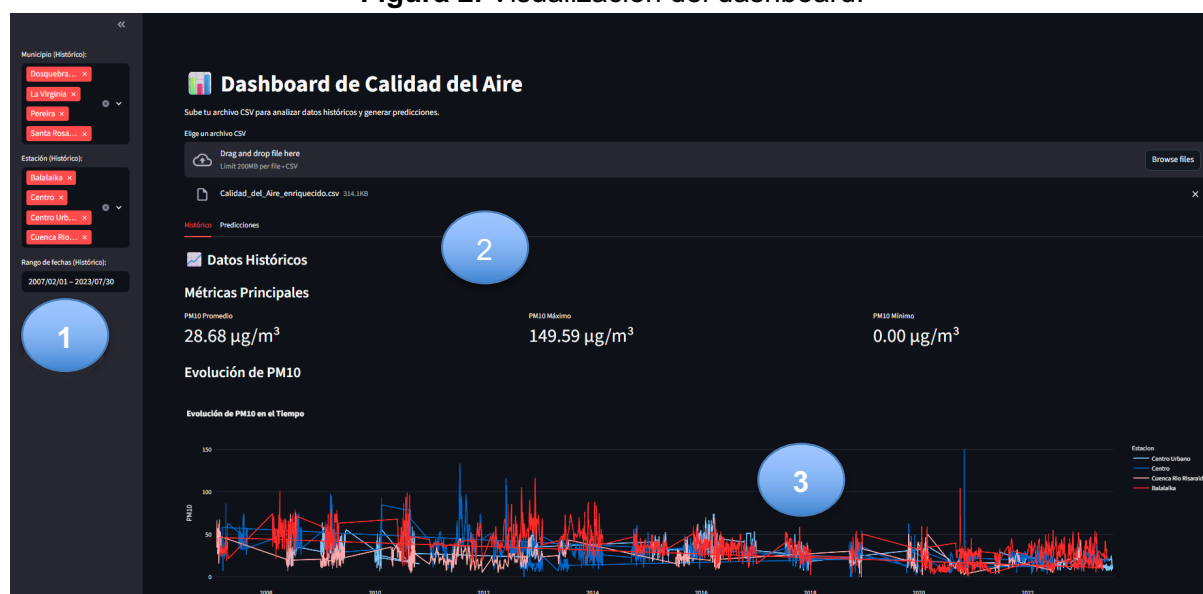 Figura 2. Visualización del dashboard.
Municipio (Histórico):
Dosquebra... ×
La Virginia ×
Pereira ×
Santa Rosa... ×
Estación (Histórico):
Balalaika ×
Centro ×
Centro Urb... ×
Cuenca Rio... ×
Rango de fechas (Histórico):
2007/02/01 – 2023/07/30
1
Dashboard de Calidad del Aire
Sube tu archivo CSV para analizar datos históricos y generar predicciones.
Elige un archivo CSV
Drag and drop file here
Limit 200MB per file • CSV
Browse files
Calidad_del_Aire_enriquecido.csv 314.1KB
Histórico Predicciones
2
Datos Históricos
Métricas Principales
PM10 Promedio
28.68 µg/m³
PM10 Máximo
149.59 µg/m³
PM10 Mínimo
0.00 µg/m³
Evolución de PM10
Evolución de PM10 en el Tiempo
3
PM10
150
100
50
0
2008 2010 2012 2014 2016 2018 2020 2022
Estacion
Centro Urbano
Centro
Cuenca Rio Risarald
Balalaika